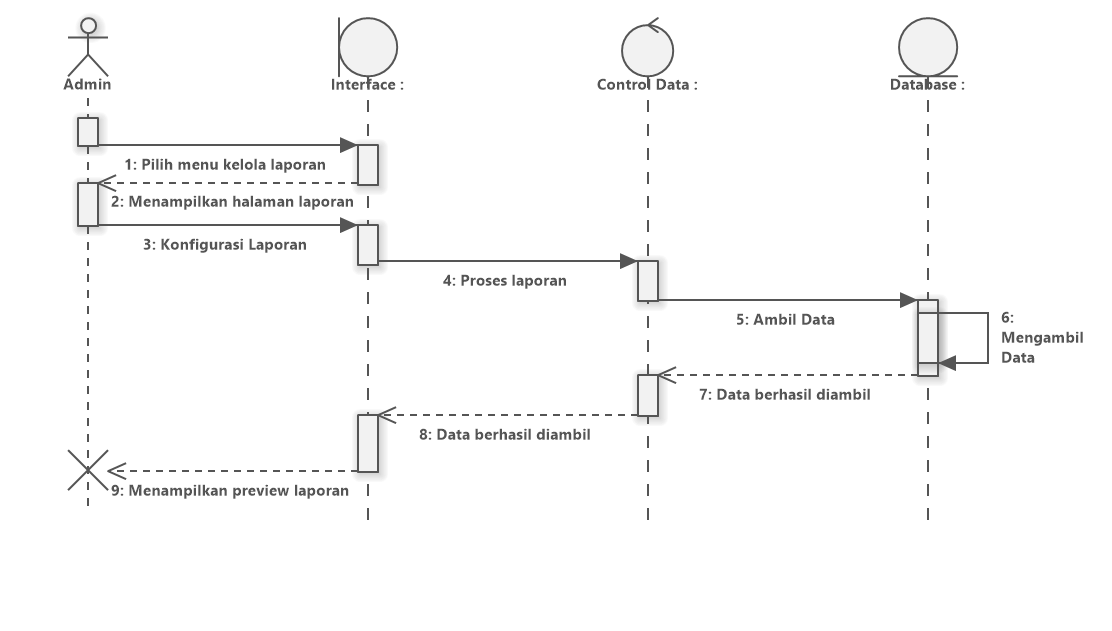 Admin
Interface :
Control Data :
Database :
1: Pilih menu kelola laporan
2: Menampilkan halaman laporan
3: Konfigurasi Laporan
4: Proses laporan
5: Ambil Data
6:
Mengambil
Data
7: Data berhasil diambil
8: Data berhasil diambil
9: Menampilkan preview laporan